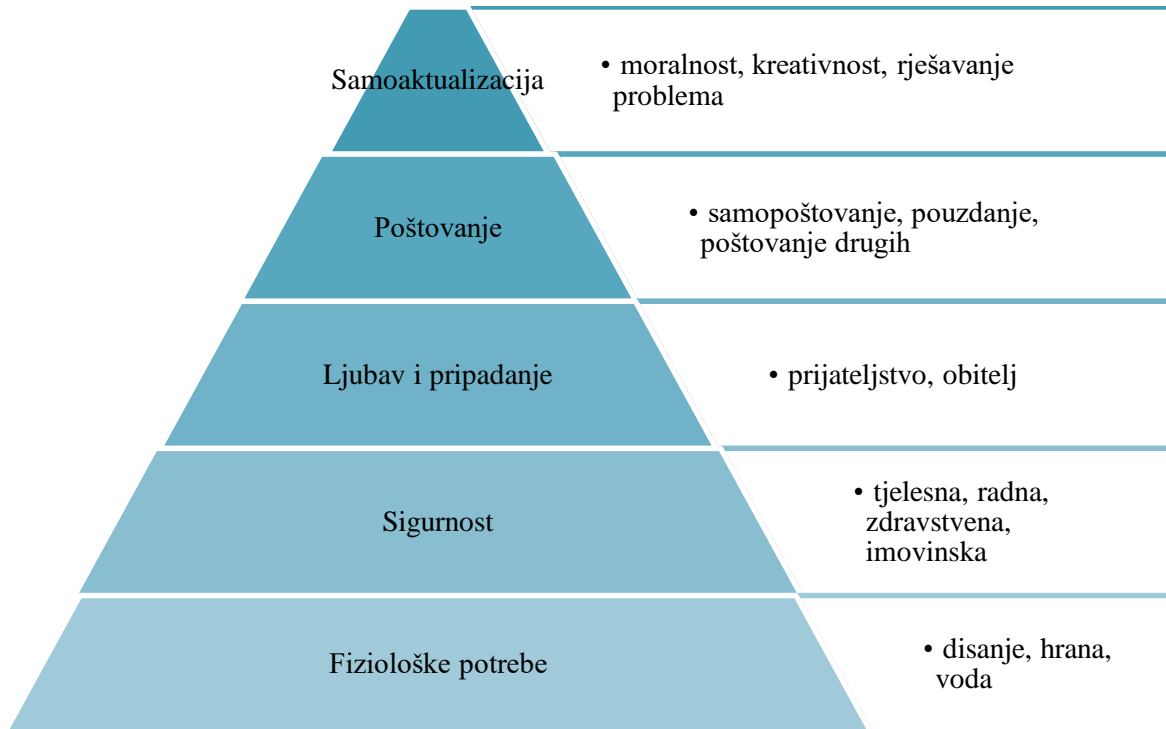 Samoaktualizacija
• moralnost, kreativnost, rješavanje
problema
Poštovanje
• samopoštovanje, pouzdanje,
poštovanje drugih
Ljubav i pripadanje
• prijateljstvo, obitelj
Sigurnost
• tjelesna, radna,
zdravstvena,
imovinska
Fiziološke potrebe
• disanje, hrana,
voda